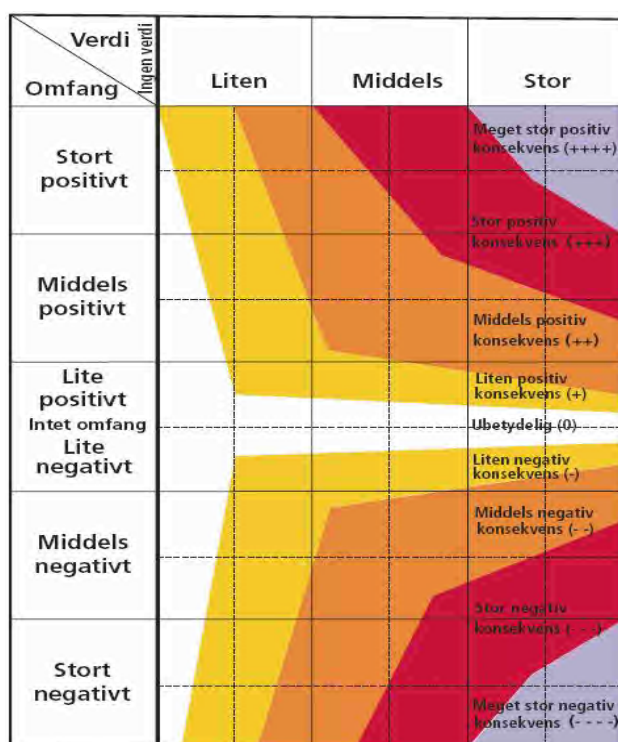 Verdi
Ingen verdi
Omfang
Liten
Middels
Stor
Stort
positivt
Meget stor positiv
konsekvens (++++)
Stor positiv
konsekvens (+++)
Middels
positivt
Middels positiv
konsekvens (++)
Lite
positivt
Liten positiv
konsekvens (+)
Intet omfang
Ubetydelig (0)
Lite
negativt
Liten negativ
konsekvens (-)
Middels
negativt
Middels negativ
konsekvens (- -)
Stor negativ
konsekvens (- - -)
Stort
negativt
Meget stor negativ
konsekvens (- - - -)